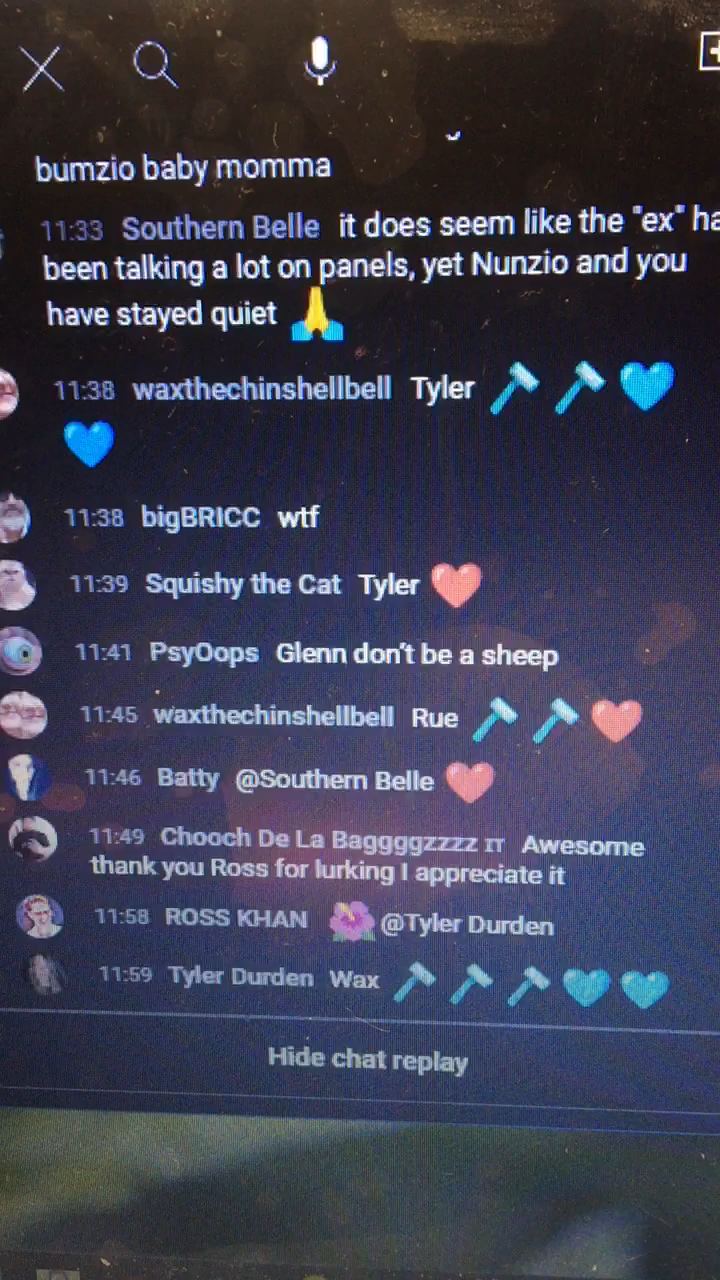 bumzio baby momma
11:33 Southern Belle it does seem like the "ex" ha
been talking a lot on panels, yet Nunzio and you
have stayed quiet 🙏
11:38 waxthechinshellbell Tyler 🪓 🪓 💙
💙
11:38 bigBRICC wtf
11:39 Squishy the Cat Tyler ❤️
11:41 PsyOops Glenn don't be a sheep
11:45 waxthechinshellbell Rue 🪓 🪓 ❤️
11:46 Batty @Southern Belle ❤️
11:49 Chooch De La Baggggzzzz ɪᴛ Awesome
thank you Ross for lurking I appreciate it
11:58 ROSS KHAN 🌺 @Tyler Durden
11:59 Tyler Durden Wax 🪓 🪓 🪓 💙 💙
Hide chat replay